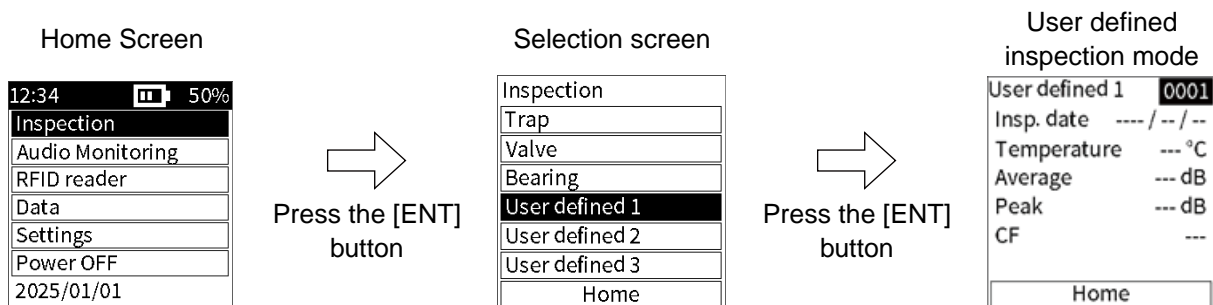 Home Screen
12:34 50%
Inspection
Audio Monitoring
RFID reader
Data
Settings
Power OFF
2025/01/01
Press the [ENT]
button
Selection screen
Inspection
Trap
Valve
Bearing
User defined 1
User defined 2
User defined 3
Home
Press the [ENT]
button
User defined
inspection mode
User defined 1 0001
Insp. date ---- / -- / --
Temperature --- °C
Average --- dB
Peak --- dB
CF ---
Home